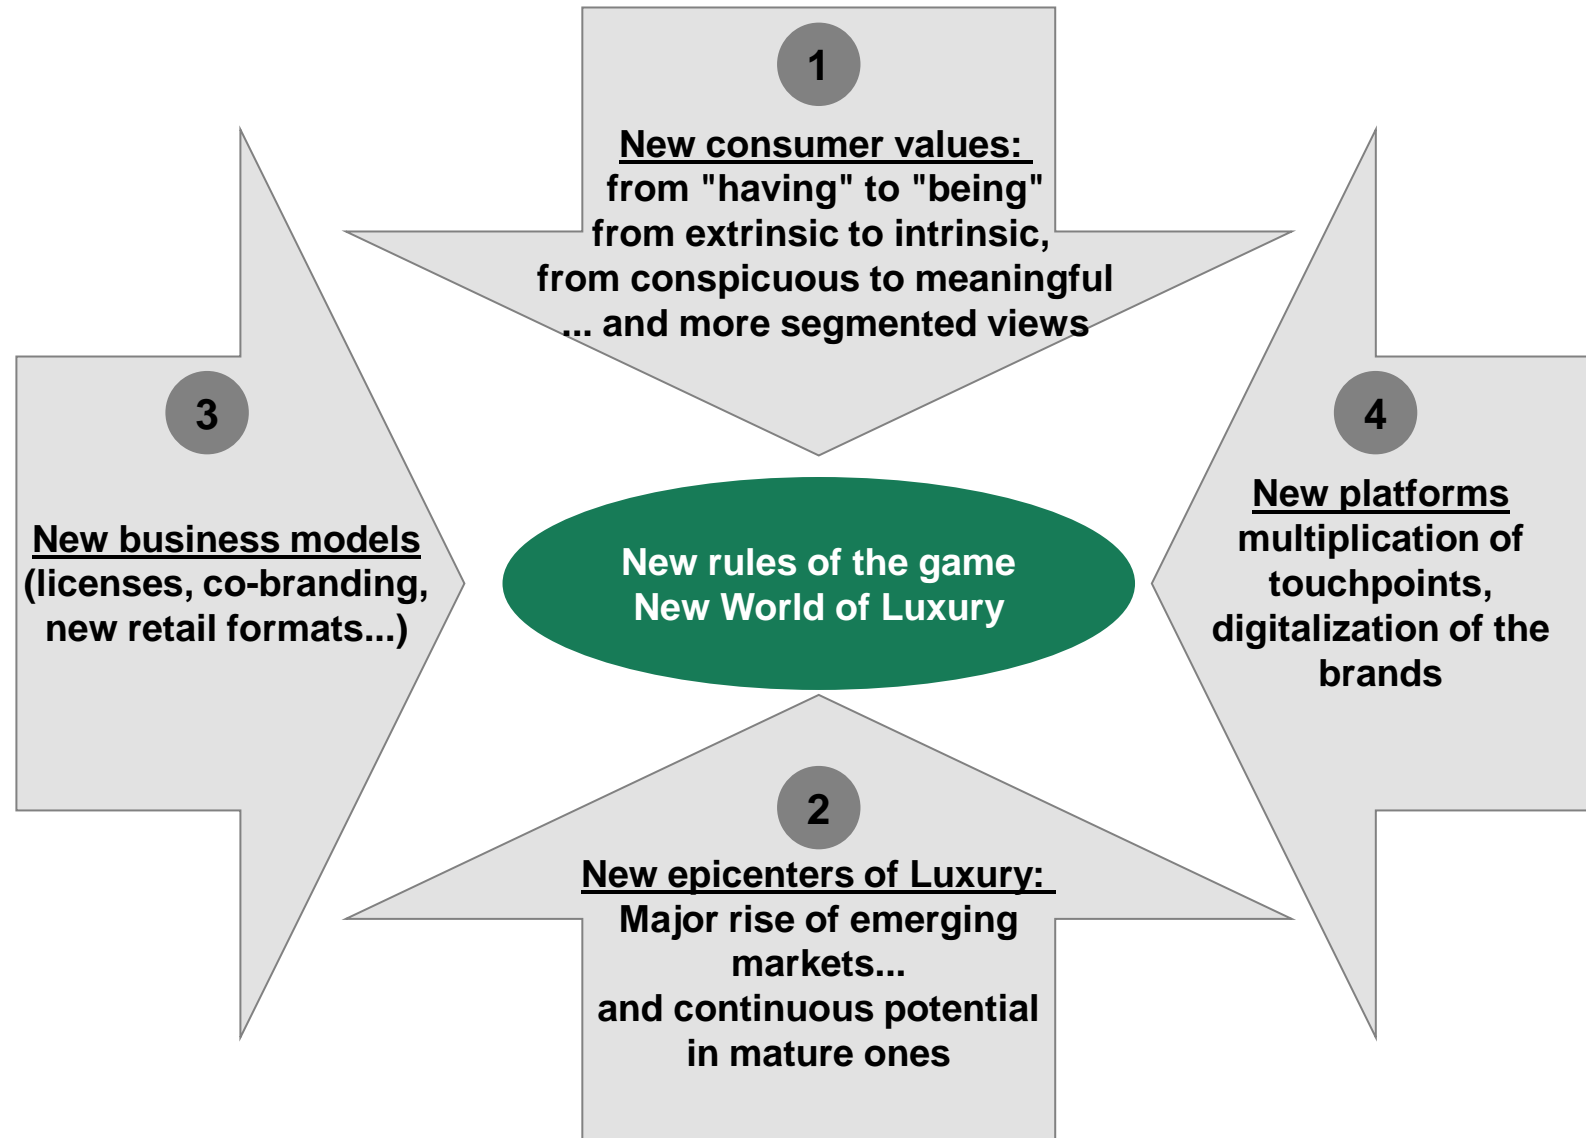 1
New consumer values:
from "having" to "being"
from extrinsic to intrinsic,
from conspicuous to meaningful
... and more segmented views
3
New business models
(licenses, co-branding,
new retail formats...)
New rules of the game
New World of Luxury
4
New platforms
multiplication of
touchpoints,
digitalization of the
brands
2
New epicenters of Luxury:
Major rise of emerging
markets...
and continuous potential
in mature ones